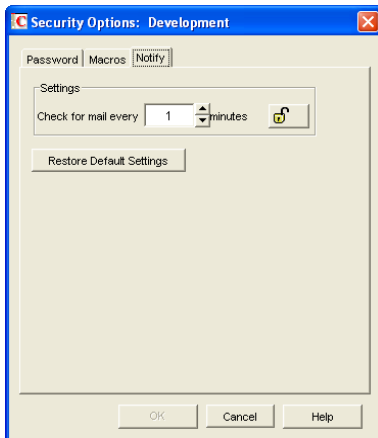 Security Options: Development
Password Macros Notify
Settings
Check for mail every 1 minutes
Restore Default Settings
OK Cancel Help